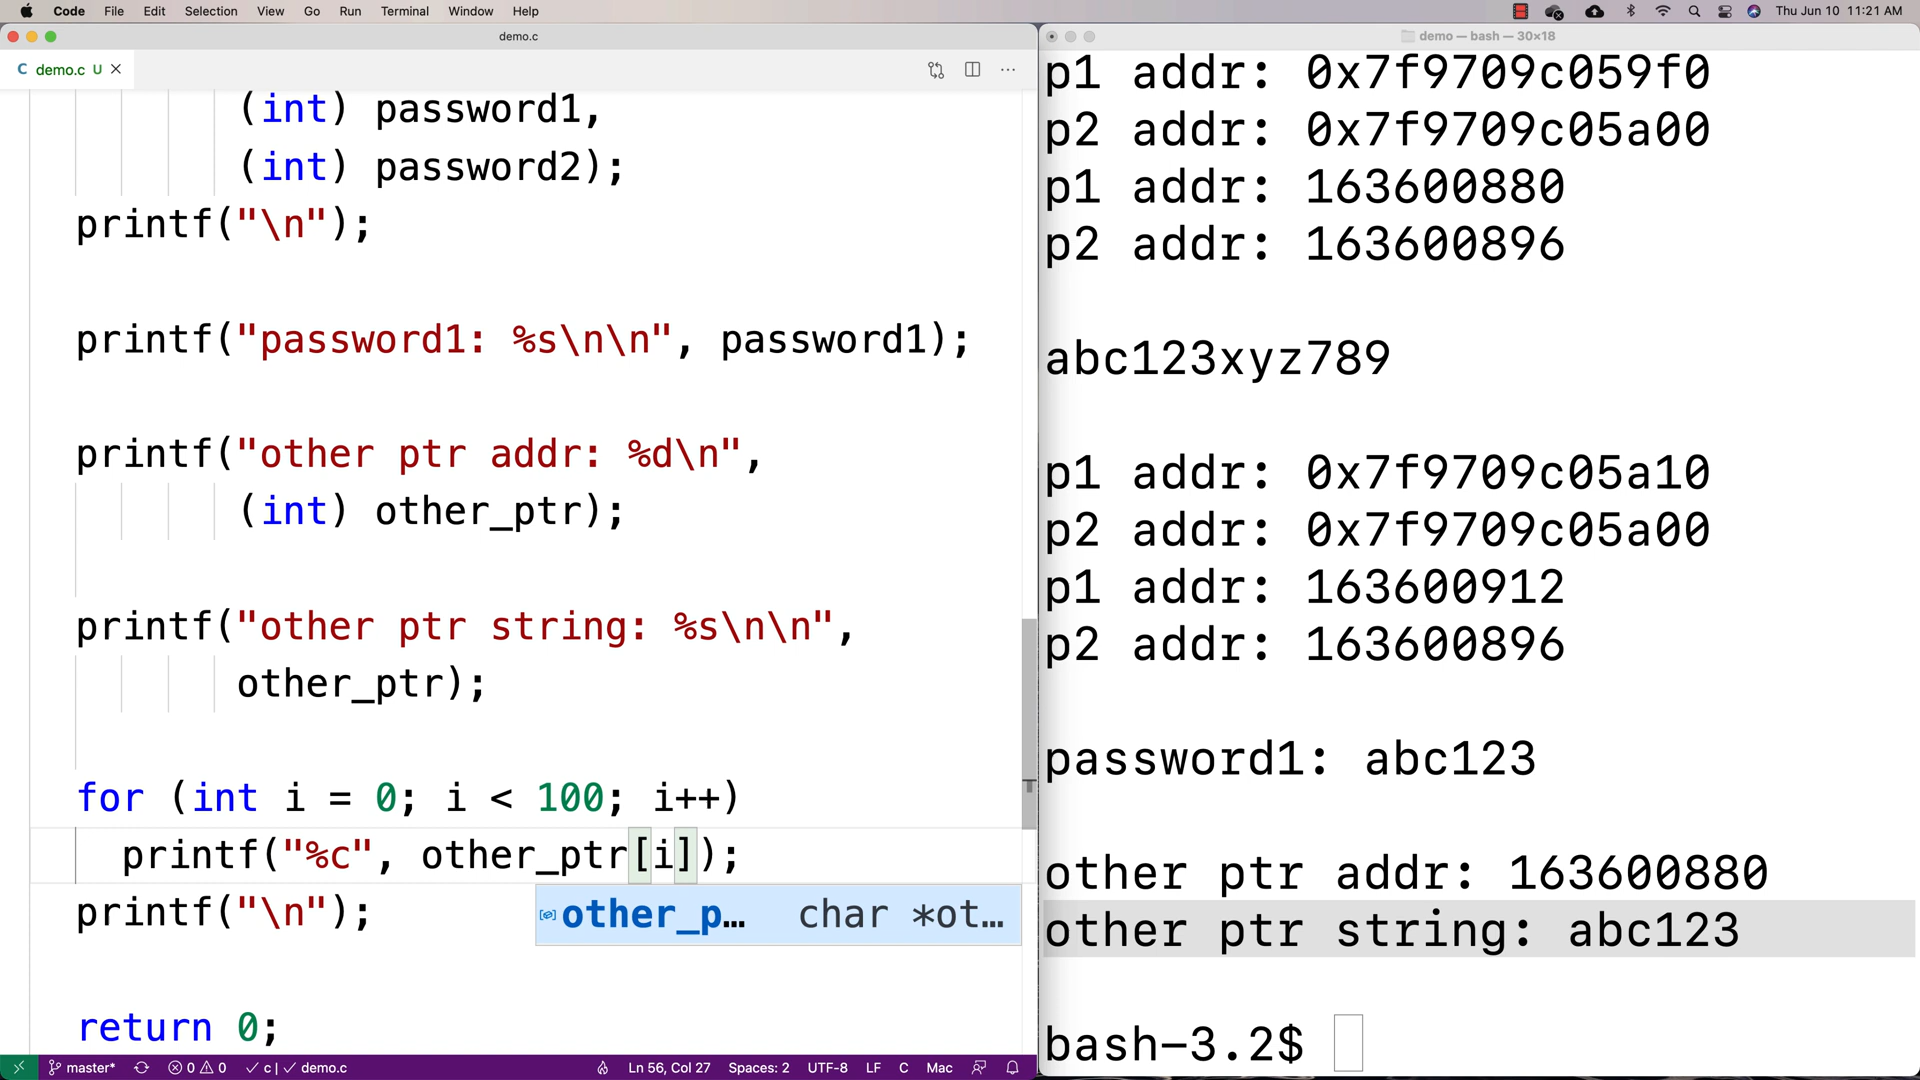 Code File Edit Selection View Go Run Terminal Window Help Thu Jun 10 11:21 AM
demo.c
C demo.c U
(int) password1,
(int) password2);
printf("\n");
printf("password1: %s\n\n", password1);
printf("other ptr addr: %d\n",
(int) other_ptr);
printf("other ptr string: %s\n\n",
other_ptr);
for (int i = 0; i < 100; i++)
printf("%c", other_ptr[i]);
printf("\n");
other_p… char *ot…
return 0;
master* 0 0 c | demo.c Ln 56, Col 27 Spaces: 2 UTF-8 LF C Mac
demo — bash — 30×18
p1 addr: 0x7f9709c059f0
p2 addr: 0x7f9709c05a00
p1 addr: 163600880
p2 addr: 163600896
abc123xyz789
p1 addr: 0x7f9709c05a10
p2 addr: 0x7f9709c05a00
p1 addr: 163600912
p2 addr: 163600896
password1: abc123
other ptr addr: 163600880
other ptr string: abc123
bash-3.2$